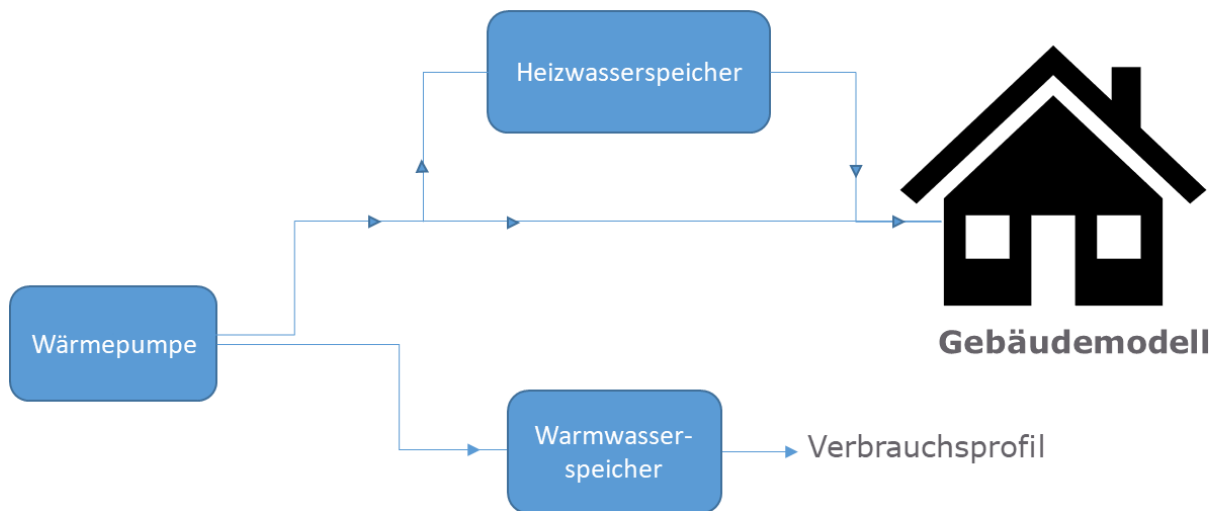 Heizwasserspeicher
Wärmepumpe
Gebäudemodell
Warmwasser-
speicher
Verbrauchsprofil